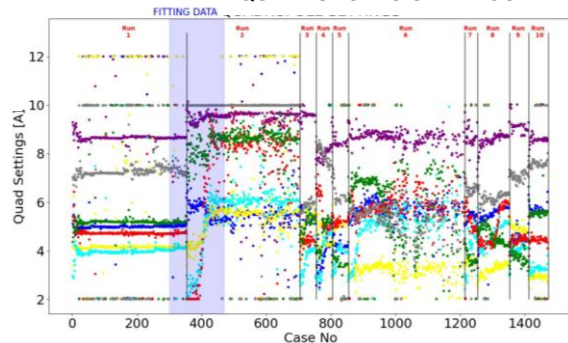 FITTING DATA
Run 1
Run 2
Run 3
Run 4
Run 5
Run 6
Run 7
Run 8
Run 9
Run 10
Quad Settings [A]
12
10
8
6
4
2
0
200
400
600
800
1000
1200
1400
Case No